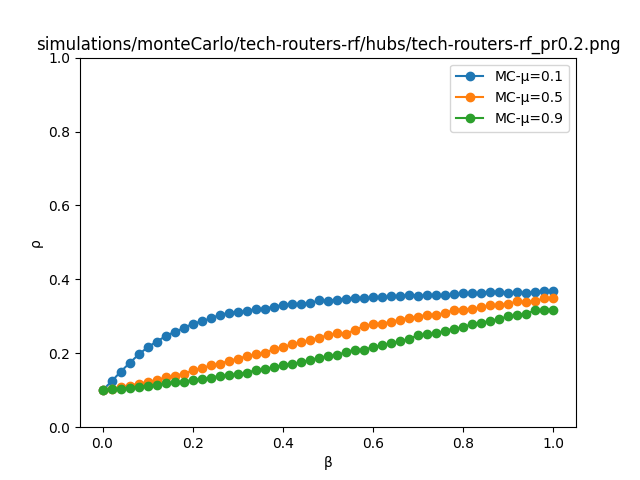 simulations/monteCarlo/tech-routers-rf/hubs/tech-routers-rf_pr0.2.png
1.0
0.8
0.6
0.4
0.2
0.0
ρ
MC-μ=0.1
MC-μ=0.5
MC-μ=0.9
0.0 0.2 0.4 0.6 0.8 1.0
β